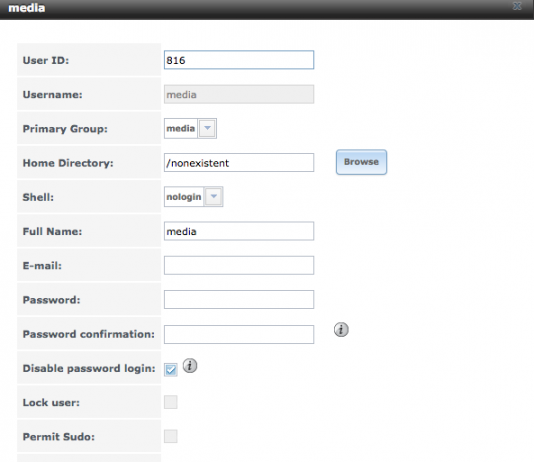 media
User ID: 816
Username: media
Primary Group: media
Home Directory: /nonexistent Browse
Shell: nologin
Full Name: media
E-mail:
Password:
Password confirmation: i
Disable password login: i
Lock user:
Permit Sudo: